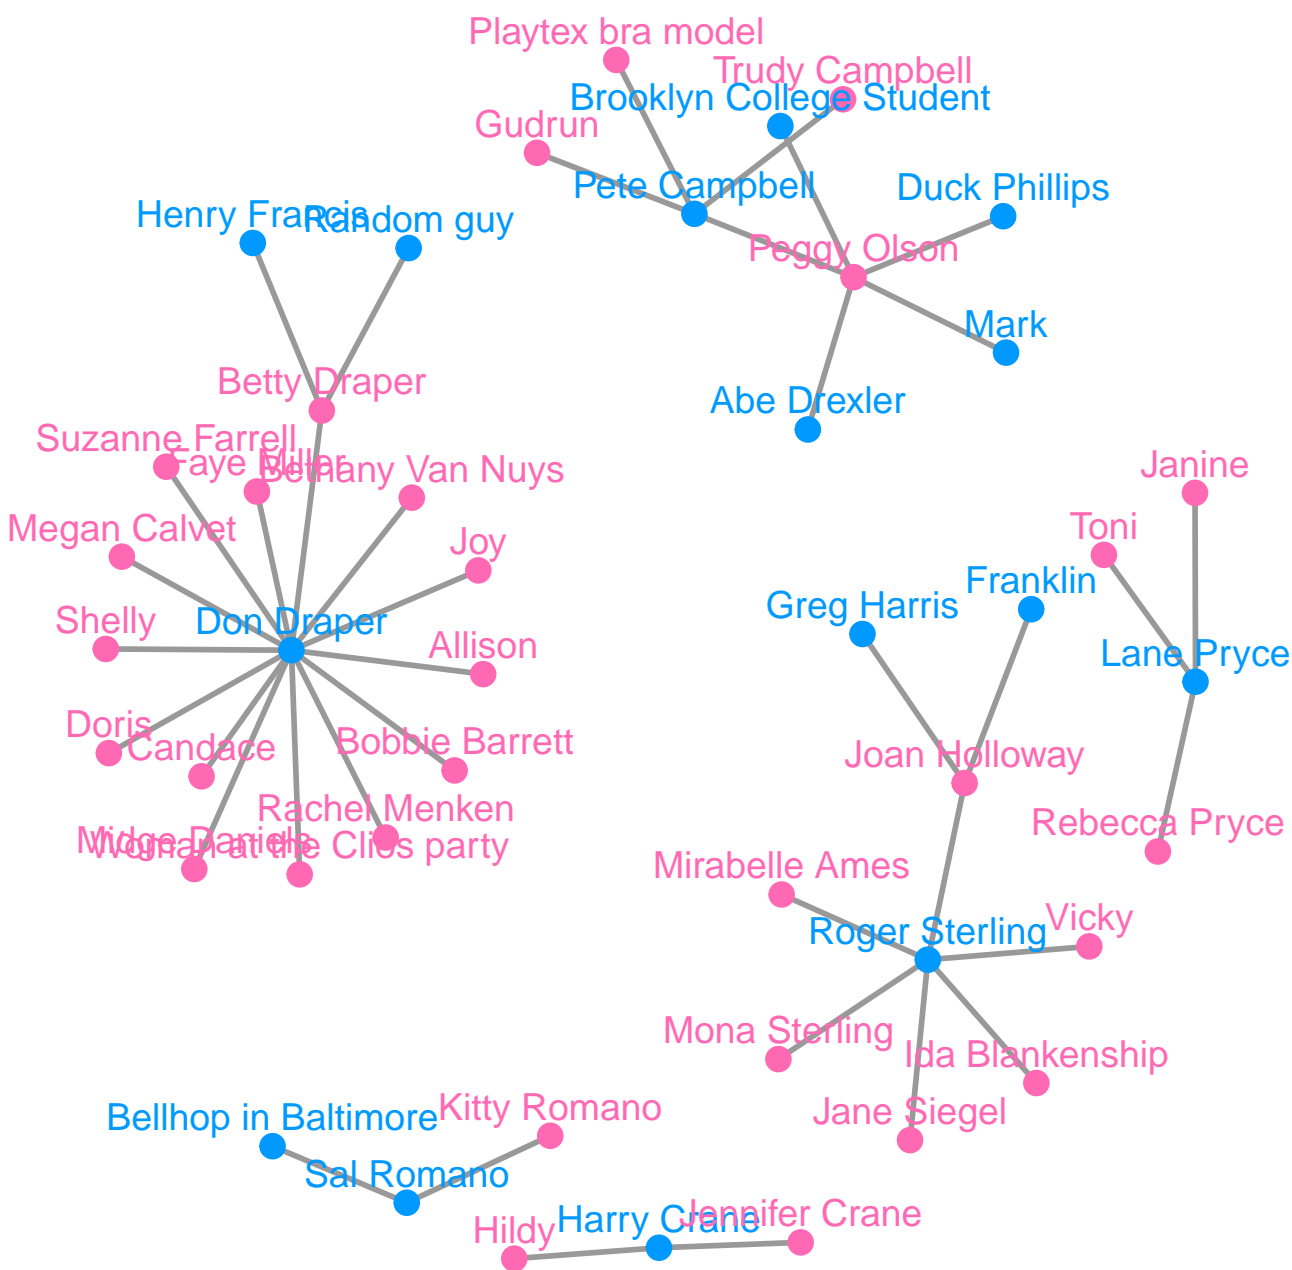 Playtex bra model
Trudy Campbell
Brooklyn College Student
Gudrun
Pete Campbell
Duck Phillips
Henry Francis
Random guy
Peggy Olson
Mark
Betty Draper
Abe Drexler
Suzanne Farrell
Faye Miller
Bethany Van Nuys
Janine
Megan Calvet
Toni
Joy
Franklin
Greg Harris
Shelly
Don Draper
Allison
Lane Pryce
Doris
Candace
Bobbie Barrett
Joan Holloway
Rachel Menken
Rebecca Pryce
Midge Daniels
Woman at the Clios party
Mirabelle Ames
Vicky
Roger Sterling
Mona Sterling
Ida Blankenship
Kitty Romano
Jane Siegel
Bellhop in Baltimore
Sal Romano
Jennifer Crane
Harry Crane
Hildy